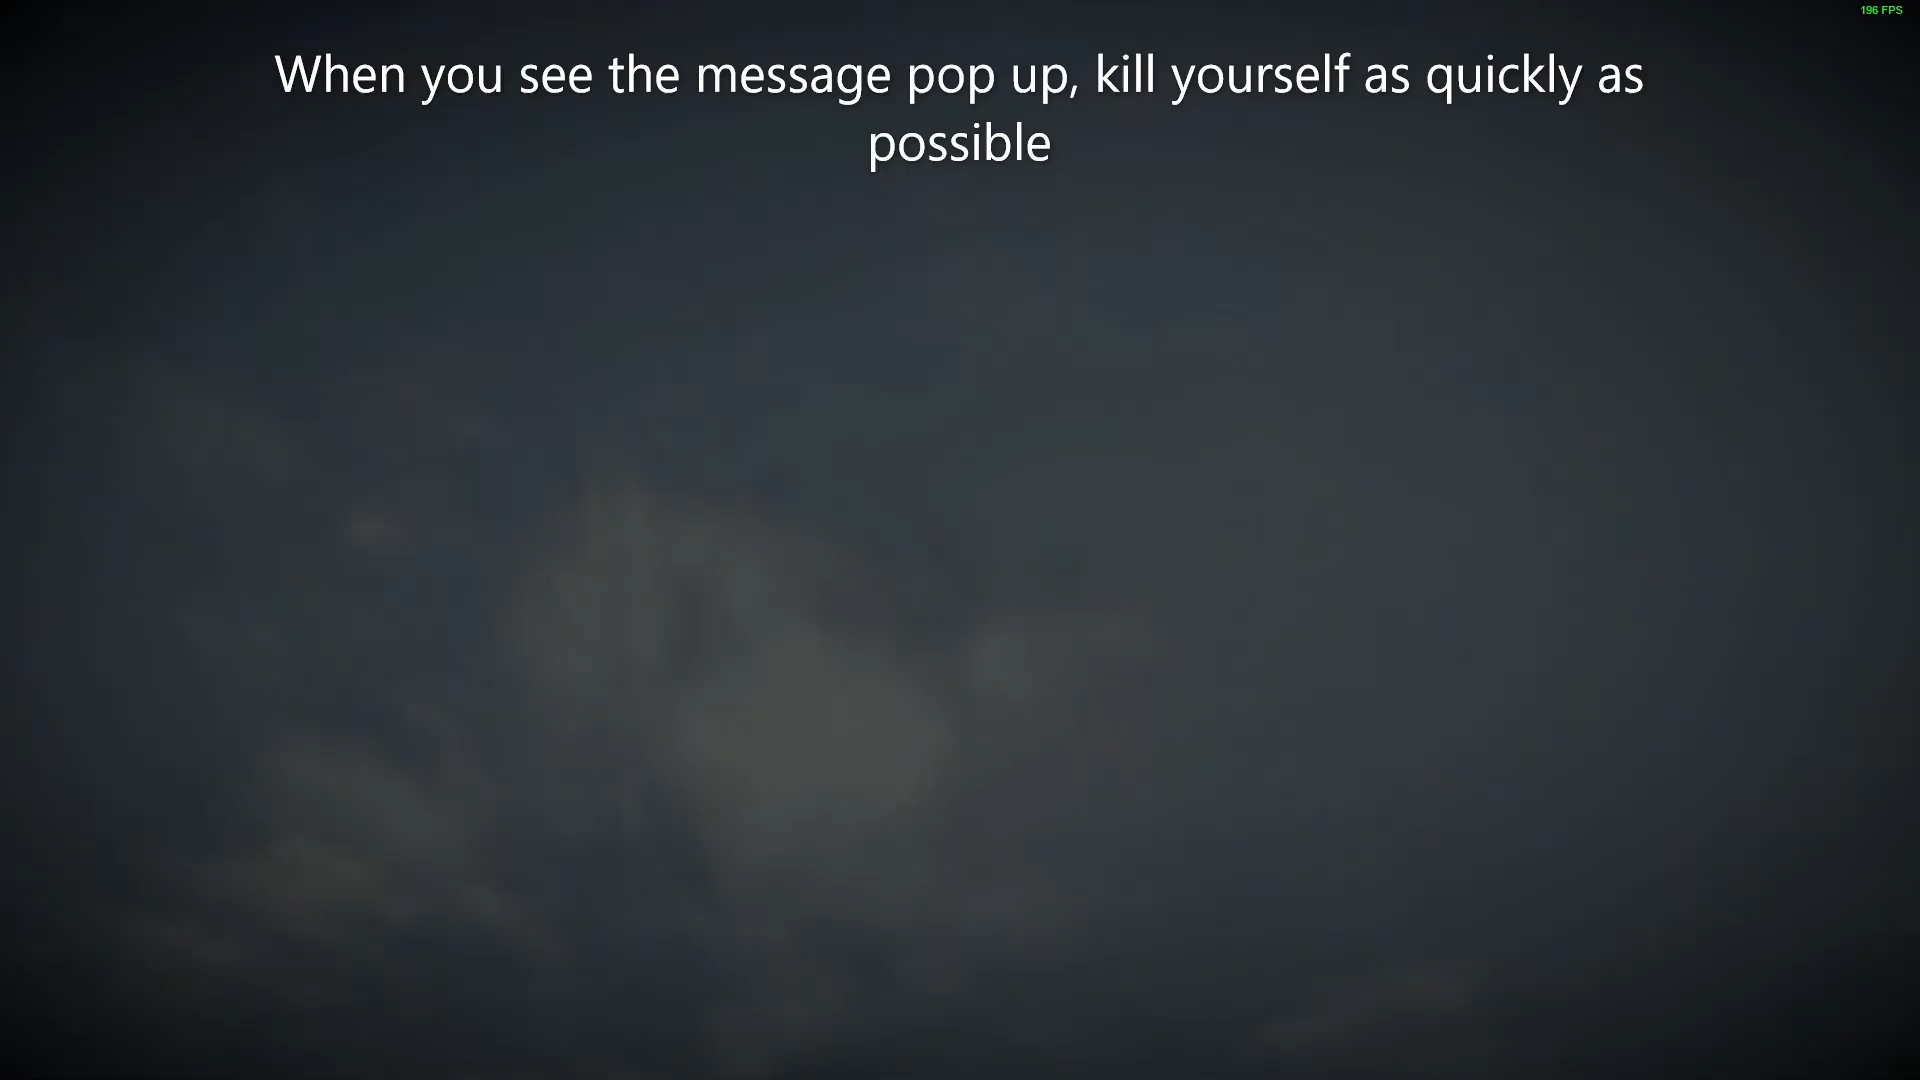 196 FPS
When you see the message pop up, kill yourself as quickly as
possible